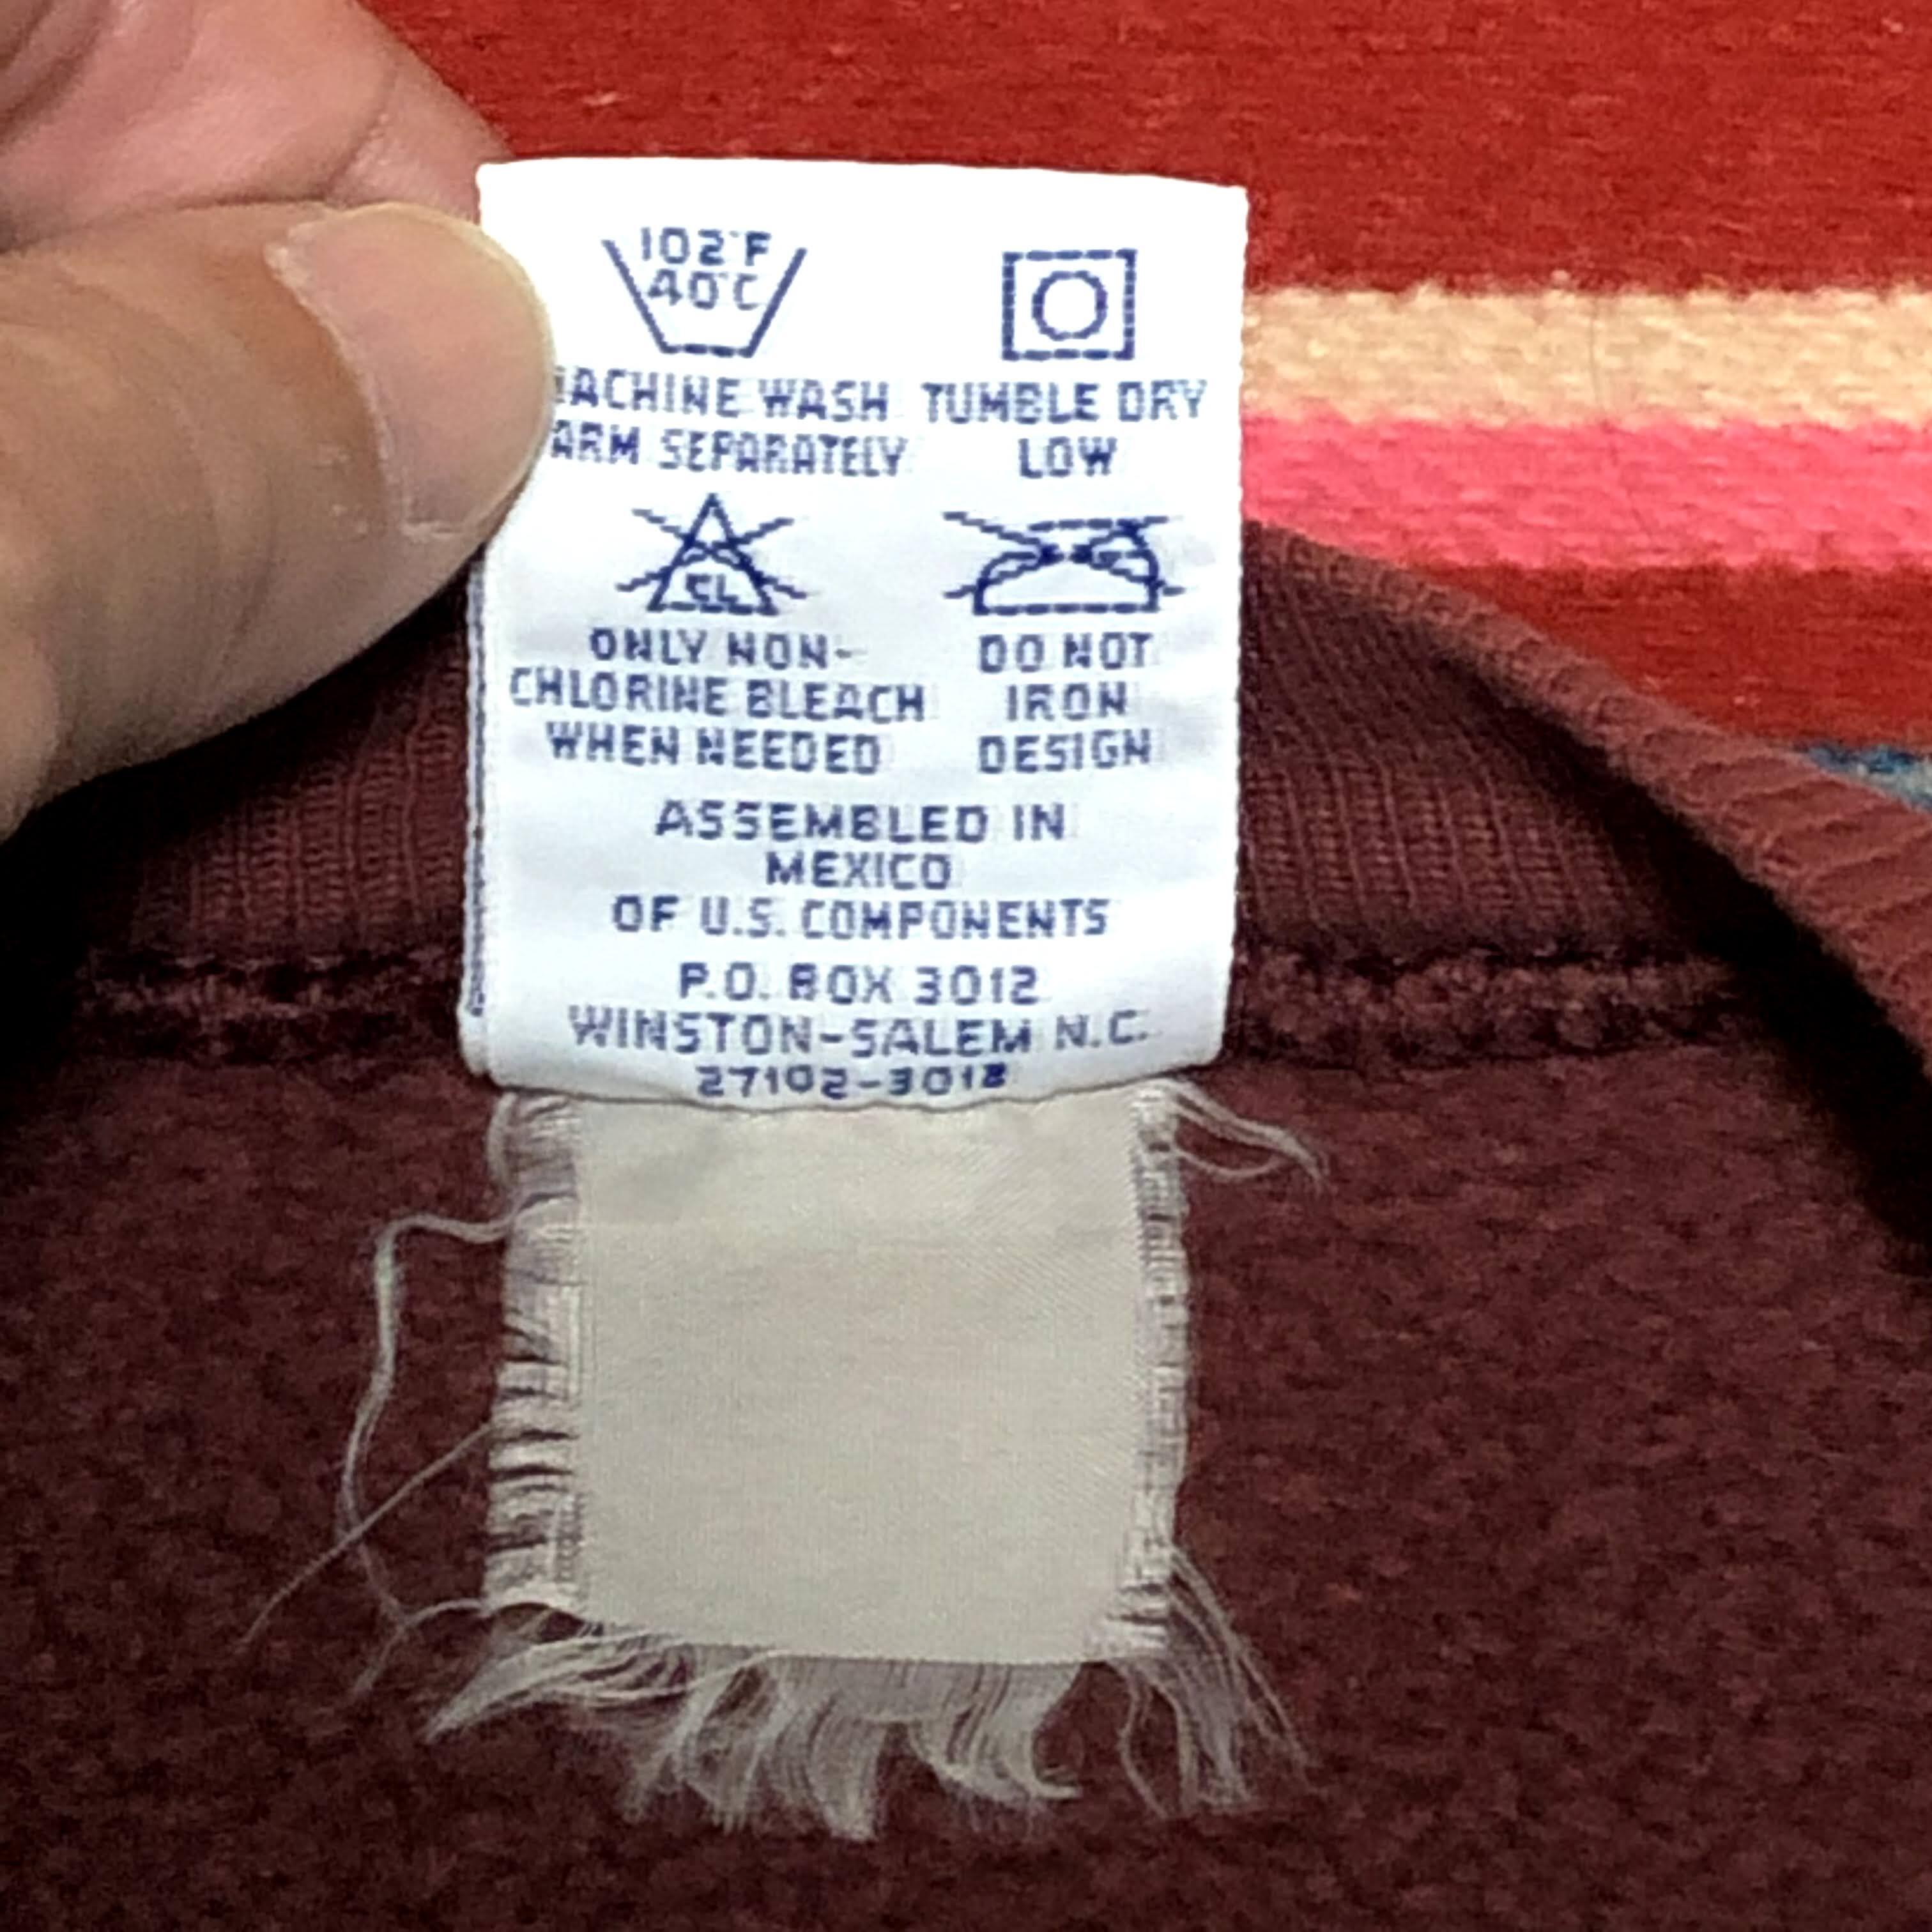 102°F
40°C
MACHINE WASH
WARM SEPARATELY
TUMBLE DRY
LOW
CL
ONLY NON-
CHLORINE BLEACH
WHEN NEEDED
DO NOT
IRON
DESIGN
ASSEMBLED IN
MEXICO
OF U.S. COMPONENTS
P.O. BOX 3012
WINSTON-SALEM N.C.
27102-3012